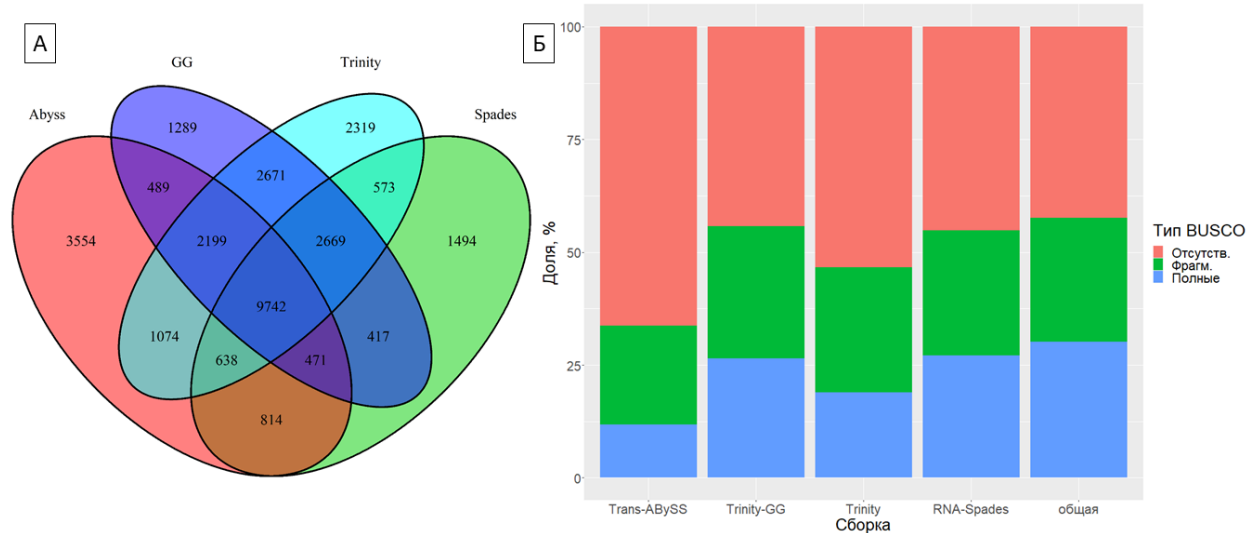 А
GG
Trinity
Abyss
Spades
1289
2319
489
2671
573
3554
2199
2669
1494
9742
1074
417
638
471
814
Б
100
75
50
25
0
Доля, %
Trans-ABySS
Trinity-GG
Trinity
RNA-Spades
общая
Сборка
Тип BUSCO
Отсутств.
Фрагм.
Полные